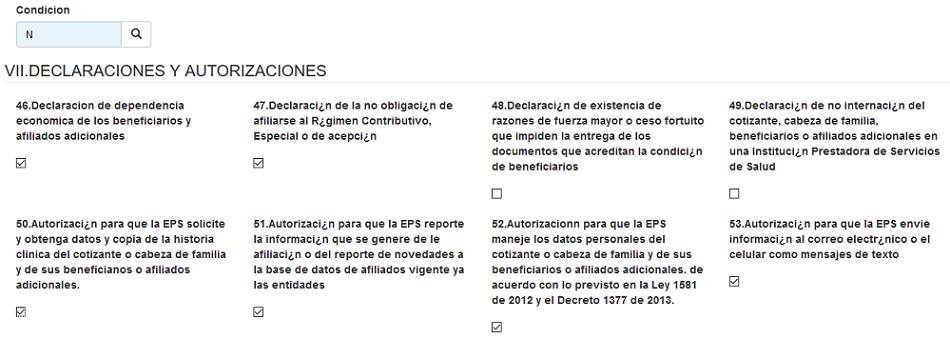 Condicion
N
VII.DECLARACIONES Y AUTORIZACIONES
46.Declaracion de dependencia
economica de los beneficiarios y
afiliados adicionales
47.Declaraci¿n de la no obligaci¿n de
afiliarse al R¿gimen Contributivo,
Especial o de acepci¿n
48.Declaraci¿n de existencia de
razones de fuerza mayor o ceso fortuito
que impiden la entrega de los
documentos que acreditan la condici¿n
de beneficiarios
49.Declaraci¿n de no internaci¿n del
cotizante, cabeza de familia,
beneficiarios o afiliados adicionales en
una Instituci¿n Prestadora de Servicios
de Salud
50.Autorizaci¿n para que la EPS solicite
y obtenga datos y copia de la historia
clinica del cotizante o cabeza de familia
y de sus beneficianos o afiliados
adicionales.
51.Autorizaci¿n para que la EPS reporte
la informaci¿n que se genere de le
afiliaci¿n o del reporte de novedades a
la base de datos de afiliados vigente ya
las entidades
52.Autorizacionn para que la EPS
maneje los datos personales del
cotizante o cabeza de familia y de sus
beneficiarios o afiliados adicionales. de
acuerdo con lo previsto en la Ley 1581
de 2012 y el Decreto 1377 de 2013.
53.Autorizaci¿n para que la EPS envie
informaci¿n al correo electr¿nico o el
celular como mensajes de texto